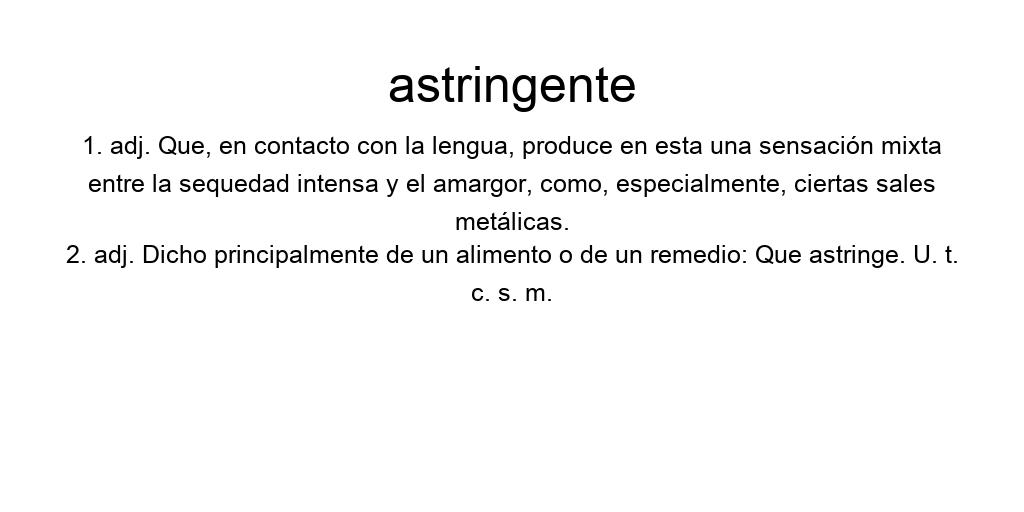 astringente
1. adj. Que, en contacto con la lengua, produce en esta una sensación mixta
entre la sequedad intensa y el amargor, como, especialmente, ciertas sales
metálicas.
2. adj. Dicho principalmente de un alimento o de un remedio: Que astringe. U. t.
c. s. m.